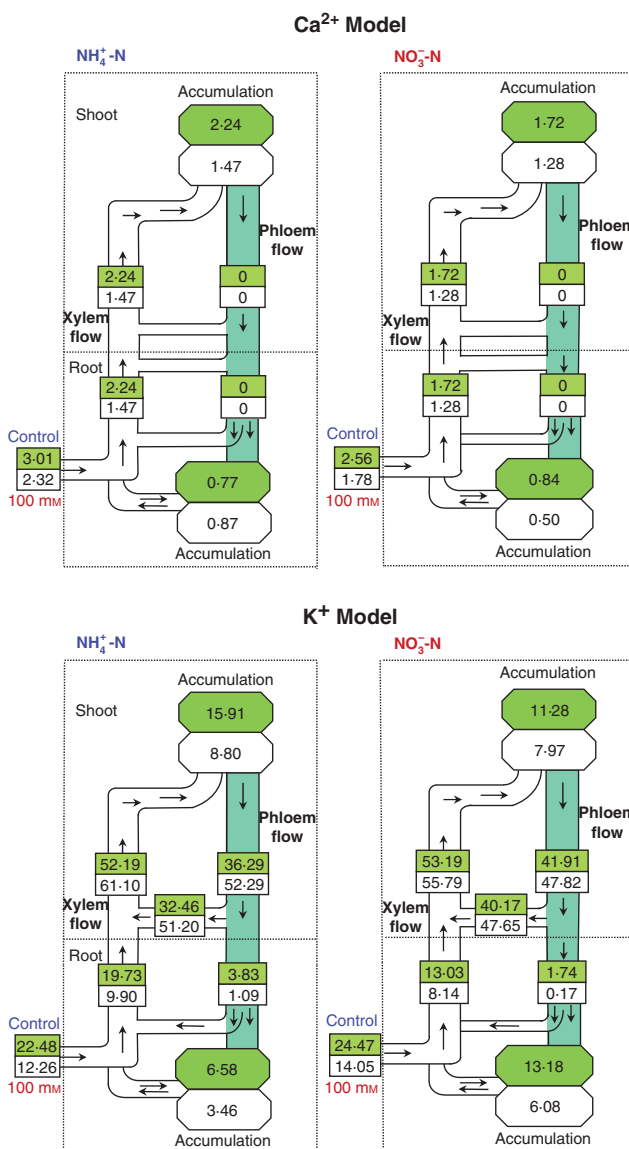 Ca2+ Model
NH4+-N
NO3−-N
Shoot
Accumulation
2·24
1·47
Phloem
flow
2·24
1·47
0
0
Xylem
flow
Root
2·24
1·47
0
0
Control
3·01
2·32
100 mM
0·77
0·87
Accumulation
Accumulation
1·72
1·28
Phloem
flow
1·72
1·28
0
0
Xylem
flow
1·72
1·28
0
0
Control
2·56
1·78
100 mM
0·84
0·50
Accumulation
K+ Model
NH4+-N
NO3−-N
Shoot
Accumulation
15·91
8·80
Phloem
flow
52·19
61·10
36·29
52·29
32·46
51·20
Xylem
flow
Root
19·73
9·90
3·83
1·09
Control
22·48
12·26
100 mM
6·58
3·46
Accumulation
Accumulation
11·28
7·97
Phloem
flow
53·19
55·79
41·91
47·82
40·17
47·65
Xylem
flow
13·03
8·14
1·74
0·17
Control
24·47
14·05
100 mM
13·18
6·08
Accumulation